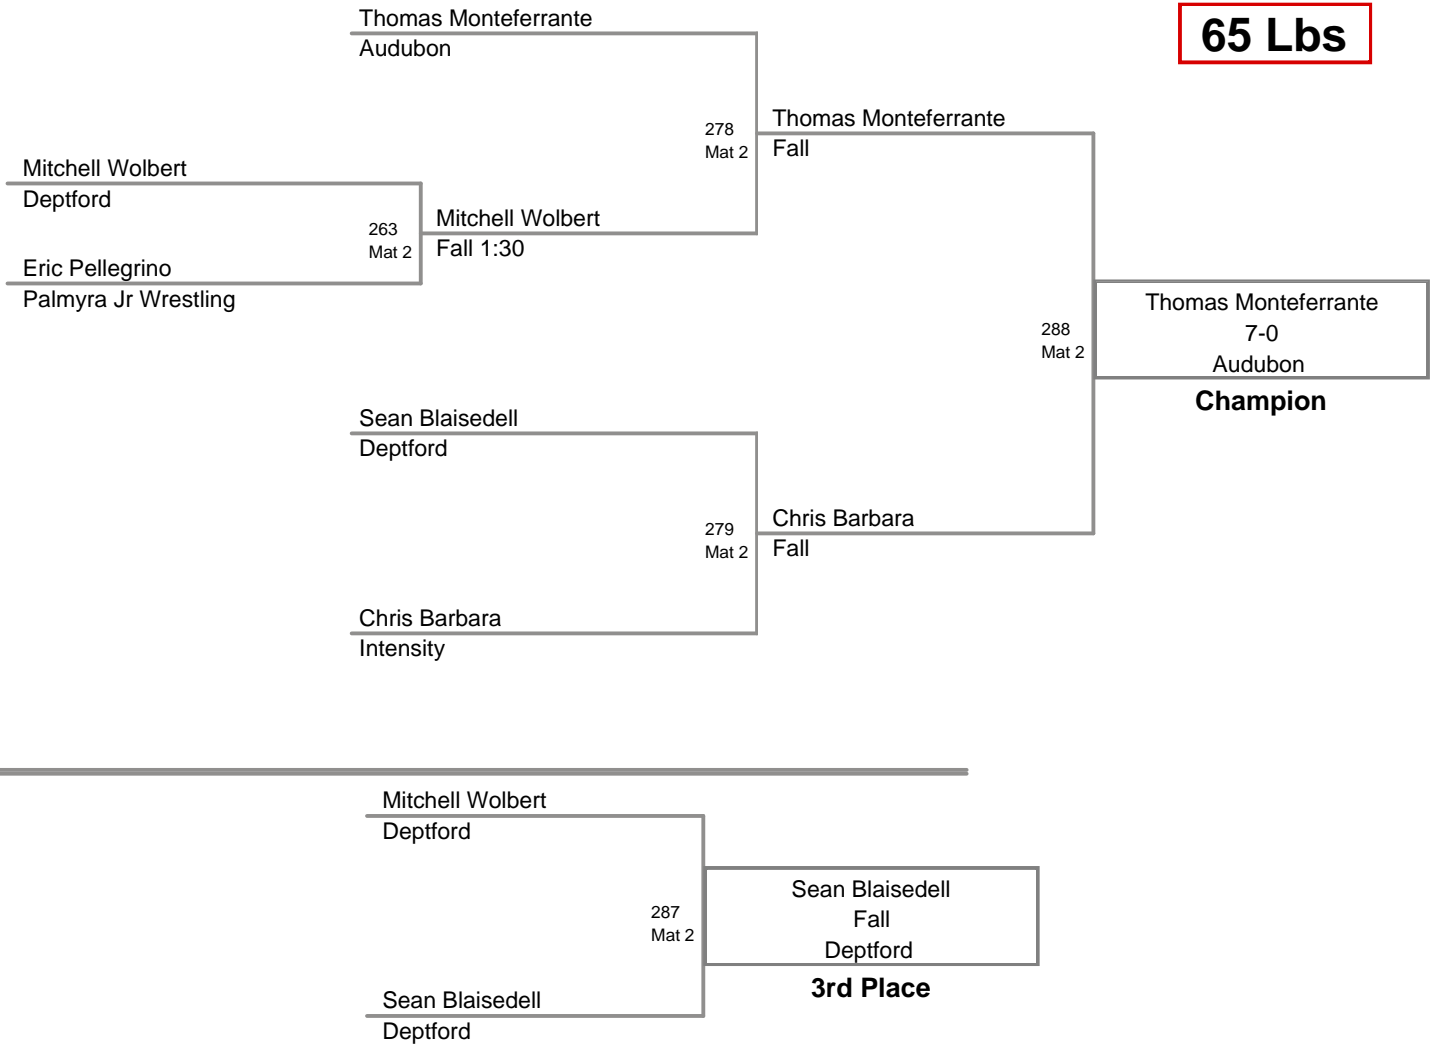 Thomas Monteferrante
Audubon
65 Lbs
278
Mat 2
Thomas Monteferrante
Fall
Mitchell Wolbert
Deptford
263
Mat 2
Mitchell Wolbert
Fall 1:30
Eric Pellegrino
Palmyra Jr Wrestling
288
Mat 2
Thomas Monteferrante
7-0
Audubon
Champion
Sean Blaisedell
Deptford
279
Mat 2
Chris Barbara
Fall
Chris Barbara
Intensity
Mitchell Wolbert
Deptford
287
Mat 2
Sean Blaisedell
Fall
Deptford
3rd Place
Sean Blaisedell
Deptford